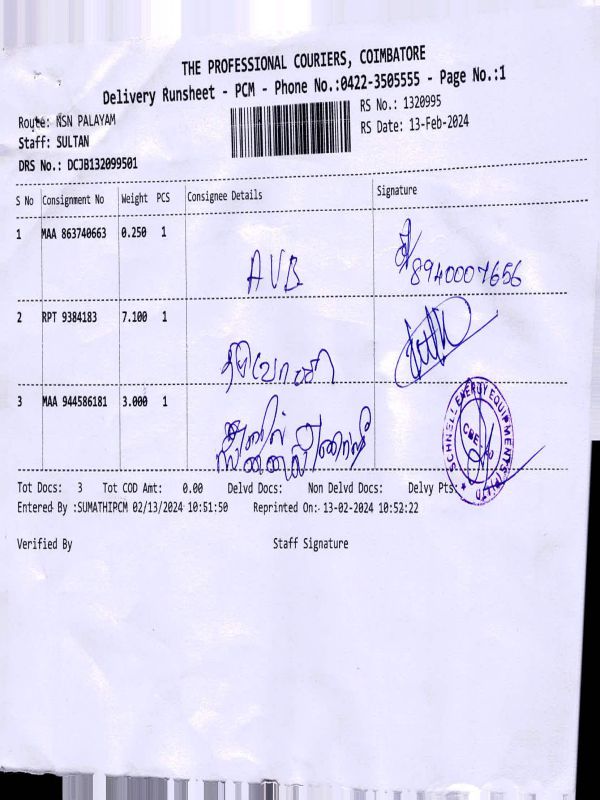 THE PROFESSIONAL COURIERS, COIMBATORE
Delivery Runsheet - PCM - Phone No.:0422-3505555 - Page No.:1
Route: NSN PALAYAM
RS No.: 1320995
Staff: SULTAN
RS Date: 13-Feb-2024
DRS No.: DCJB132099501
S No Consignment No Weight PCS Consignee Details Signature
1 MAA 863740663 0.250 1
AVB 8940007656
2 RPT 9384183 7.100 1
3 MAA 944586181 3.000 1
SCHNELL ENERGY EQUIPMENTS (P) LTD
Tot Docs: 3 Tot COD Amt: 0.00 Delvd Docs: Non Delvd Docs: Delvy Pts:
Entered By :SUMATHIPCM 02/13/2024 10:51:50 Reprinted On: 13-02-2024 10:52:22
Verified By Staff Signature